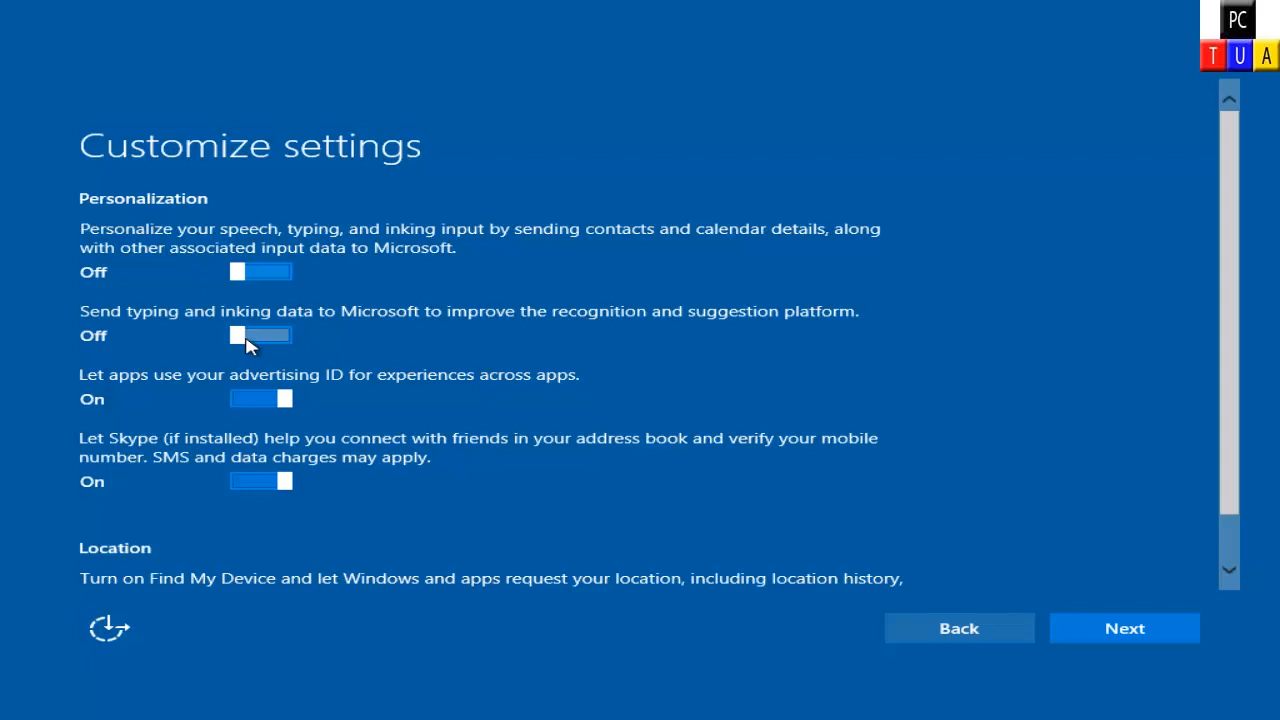 PC
T U A
Customize settings
Personalization
Personalize your speech, typing, and inking input by sending contacts and calendar details, along
with other associated input data to Microsoft.
Off
Send typing and inking data to Microsoft to improve the recognition and suggestion platform.
Off
Let apps use your advertising ID for experiences across apps.
On
Let Skype (if installed) help you connect with friends in your address book and verify your mobile
number. SMS and data charges may apply.
On
Location
Turn on Find My Device and let Windows and apps request your location, including location history,
Back
Next